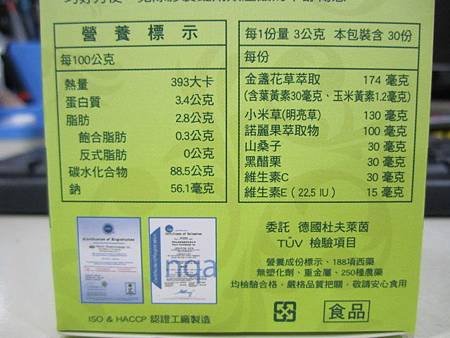 營養標示
每100公克
熱量 393大卡
蛋白質 3.4公克
脂肪 2.8公克
飽合脂肪 0.3公克
反式脂肪 0公克
碳水化合物 88.5公克
鈉 56.1毫克
每1份量 3公克 本包裝含 30份
每份
金盞花草萃取 174 毫克
(含葉黃素30毫克、玉米黃素1.2毫克)
小米草(明亮草) 130 毫克
諾麗果萃取物 100 毫克
山桑子 30 毫克
黑醋栗 30 毫克
維生素C 30 毫克
維生素E (22.5 IU.) 15 毫克
委託 德國杜夫萊茵
TÜV 檢驗項目
營養成份標示、188項西藥
無塑化劑、重金屬、250種農藥
均檢驗合格，嚴格品質把關，敬請安心食用
nqa
ISO & HACCP 認證工廠製造
食品